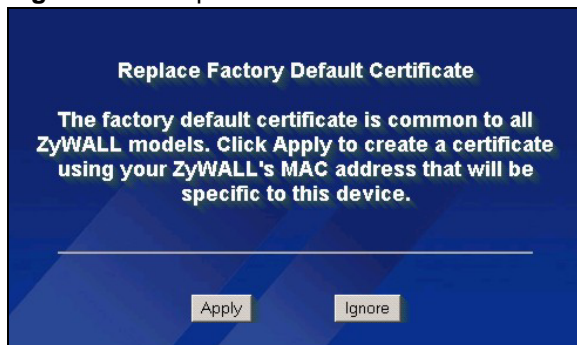 Replace Factory Default Certificate
The factory default certificate is common to all
ZyWALL models. Click Apply to create a certificate
using your ZyWALL's MAC address that will be
specific to this device.
Apply Ignore